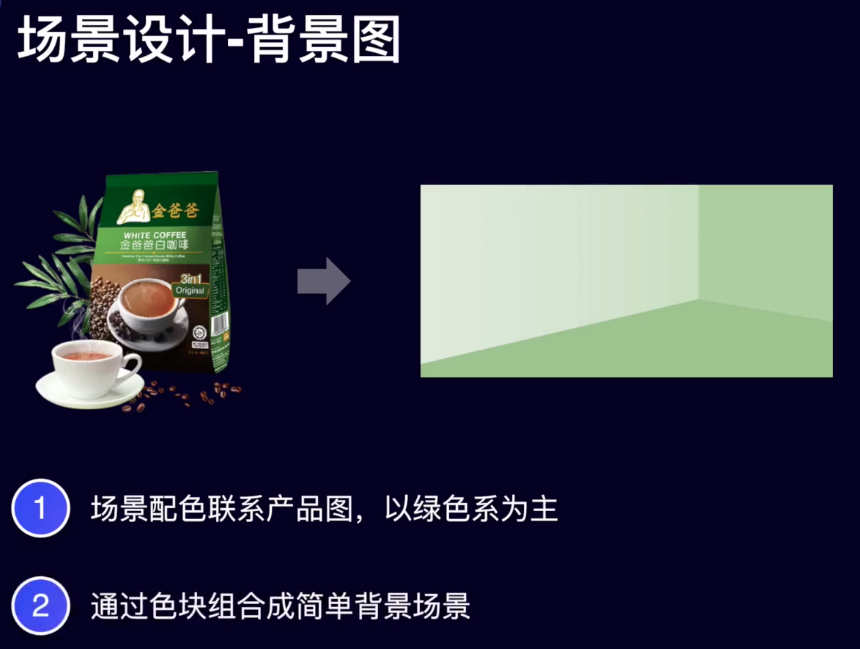 场景设计-背景图
金爸爸
WHITE COFFEE
金爸爸白咖啡
3in1
Original
1 场景配色联系产品图，以绿色系为主
2 通过色块组合成简单背景场景